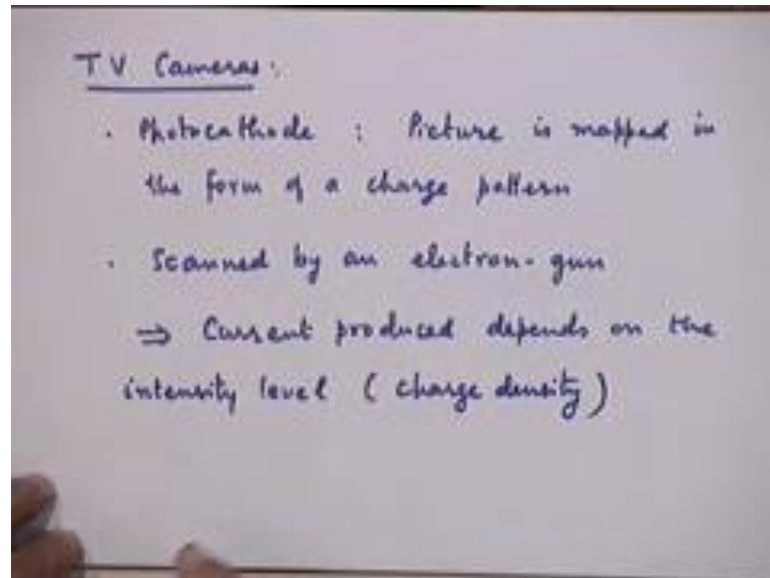 TV Cameras:
. Photocathode : Picture is mapped in
the form of a charge pattern
. Scanned by an electron-gun
⇒ Current produced depends on the
intensity level ( charge density )